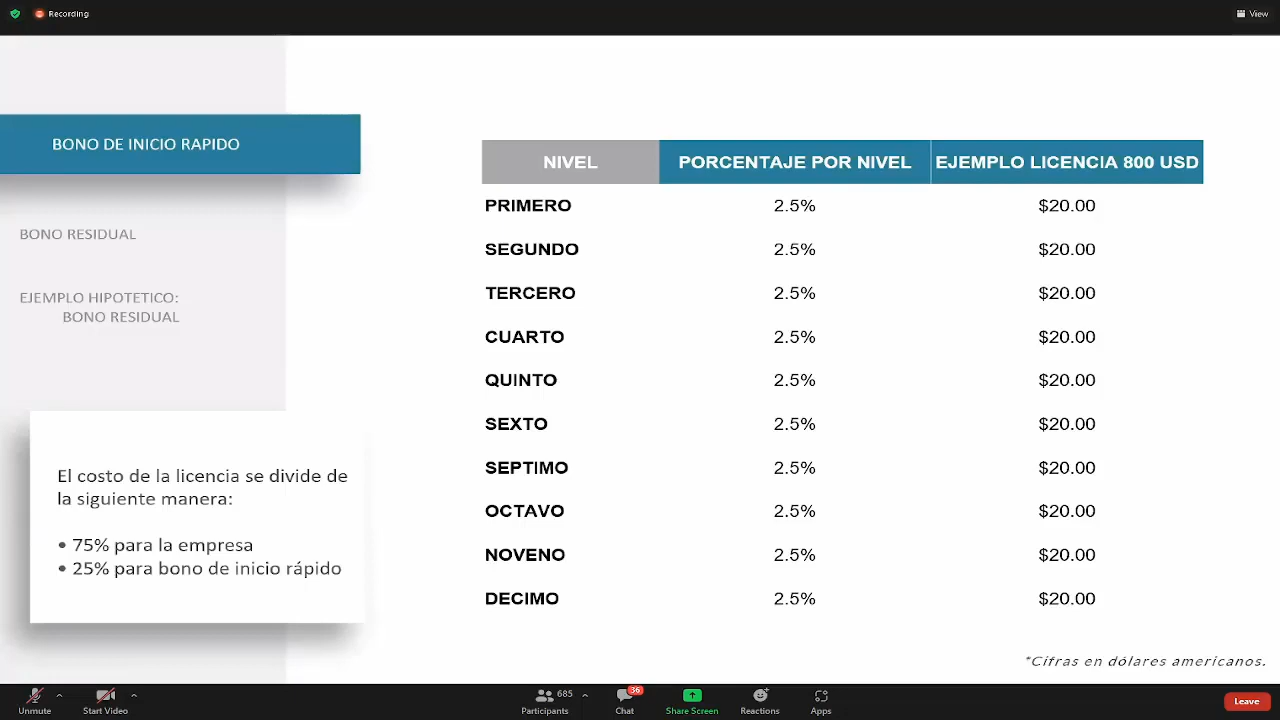 Recording
View
BONO DE INICIO RAPIDO
BONO RESIDUAL
EJEMPLO HIPOTETICO:
BONO RESIDUAL
El costo de la licencia se divide de
la siguiente manera:
• 75% para la empresa
• 25% para bono de inicio rápido
NIVEL PORCENTAJE POR NIVEL EJEMPLO LICENCIA 800 USD
PRIMERO 2.5% $20.00
SEGUNDO 2.5% $20.00
TERCERO 2.5% $20.00
CUARTO 2.5% $20.00
QUINTO 2.5% $20.00
SEXTO 2.5% $20.00
SEPTIMO 2.5% $20.00
OCTAVO 2.5% $20.00
NOVENO 2.5% $20.00
DECIMO 2.5% $20.00
*Cifras en dólares americanos.
Unmute
Start Video
685
Participants
36
Chat
Share Screen
Reactions
Apps
Leave